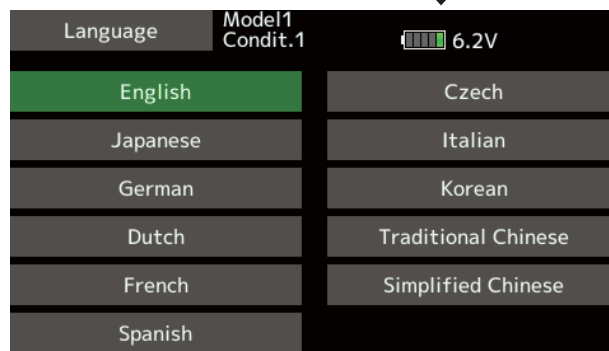 Language
Model1
Condit.1
6.2V
English
Japanese
German
Dutch
French
Spanish
Czech
Italian
Korean
Traditional Chinese
Simplified Chinese